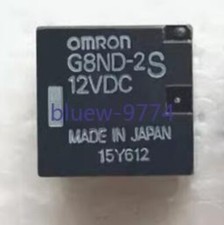 OMRON
G8ND-2S
12VDC
bluew-9774
MADE IN JAPAN
15Y612